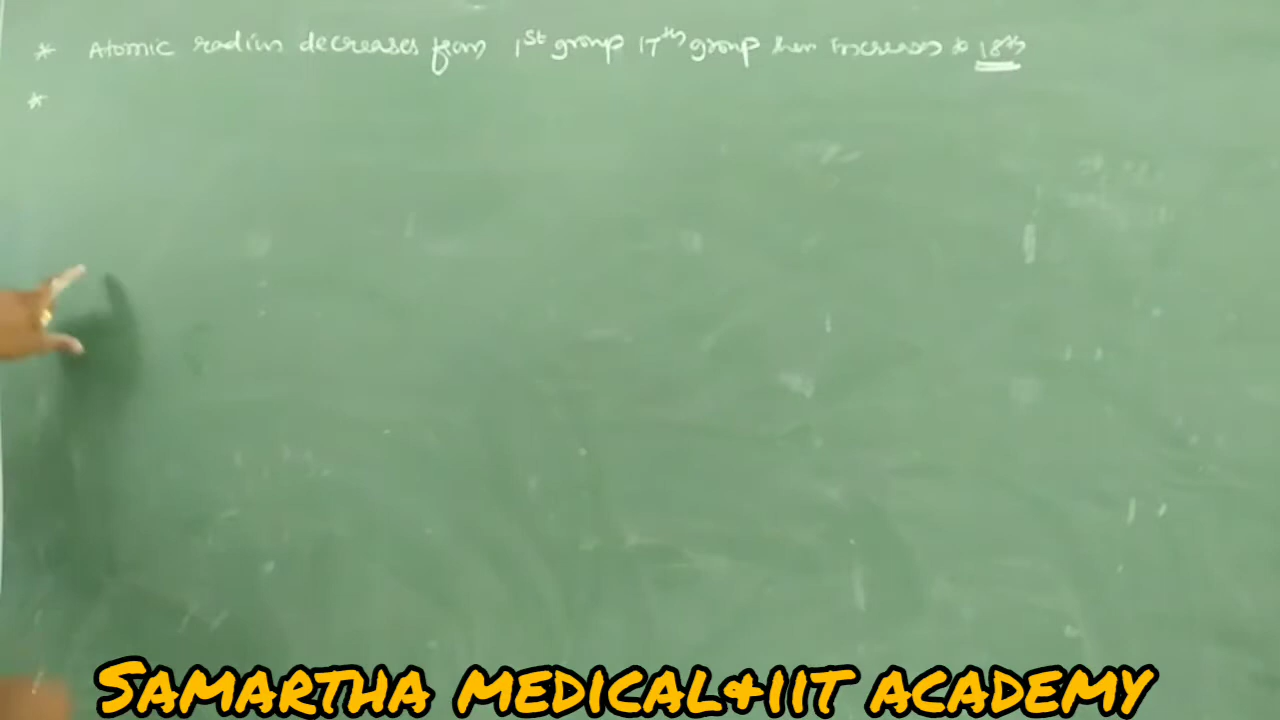 * Atomic radius decreases from 1st group 17th group then increases to 18th
*
SAMARTHA MEDICAL&IIT ACADEMY